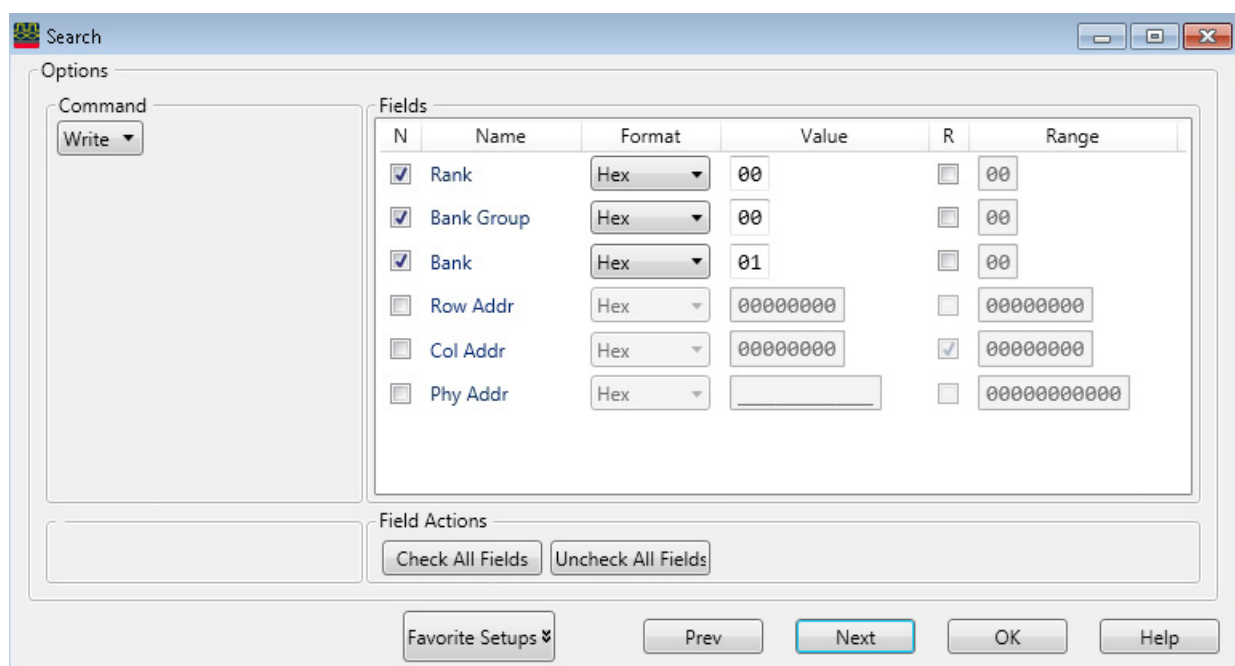 Search
Options
Command
Write
Fields
N Name Format Value R Range
Rank Hex 00 00
Bank Group Hex 00 00
Bank Hex 01 00
Row Addr Hex 00000000 00000000
Col Addr Hex 00000000 00000000
Phy Addr Hex ____________ 00000000000
Field Actions
Check All Fields Uncheck All Fields
Favorite Setups Prev Next OK Help